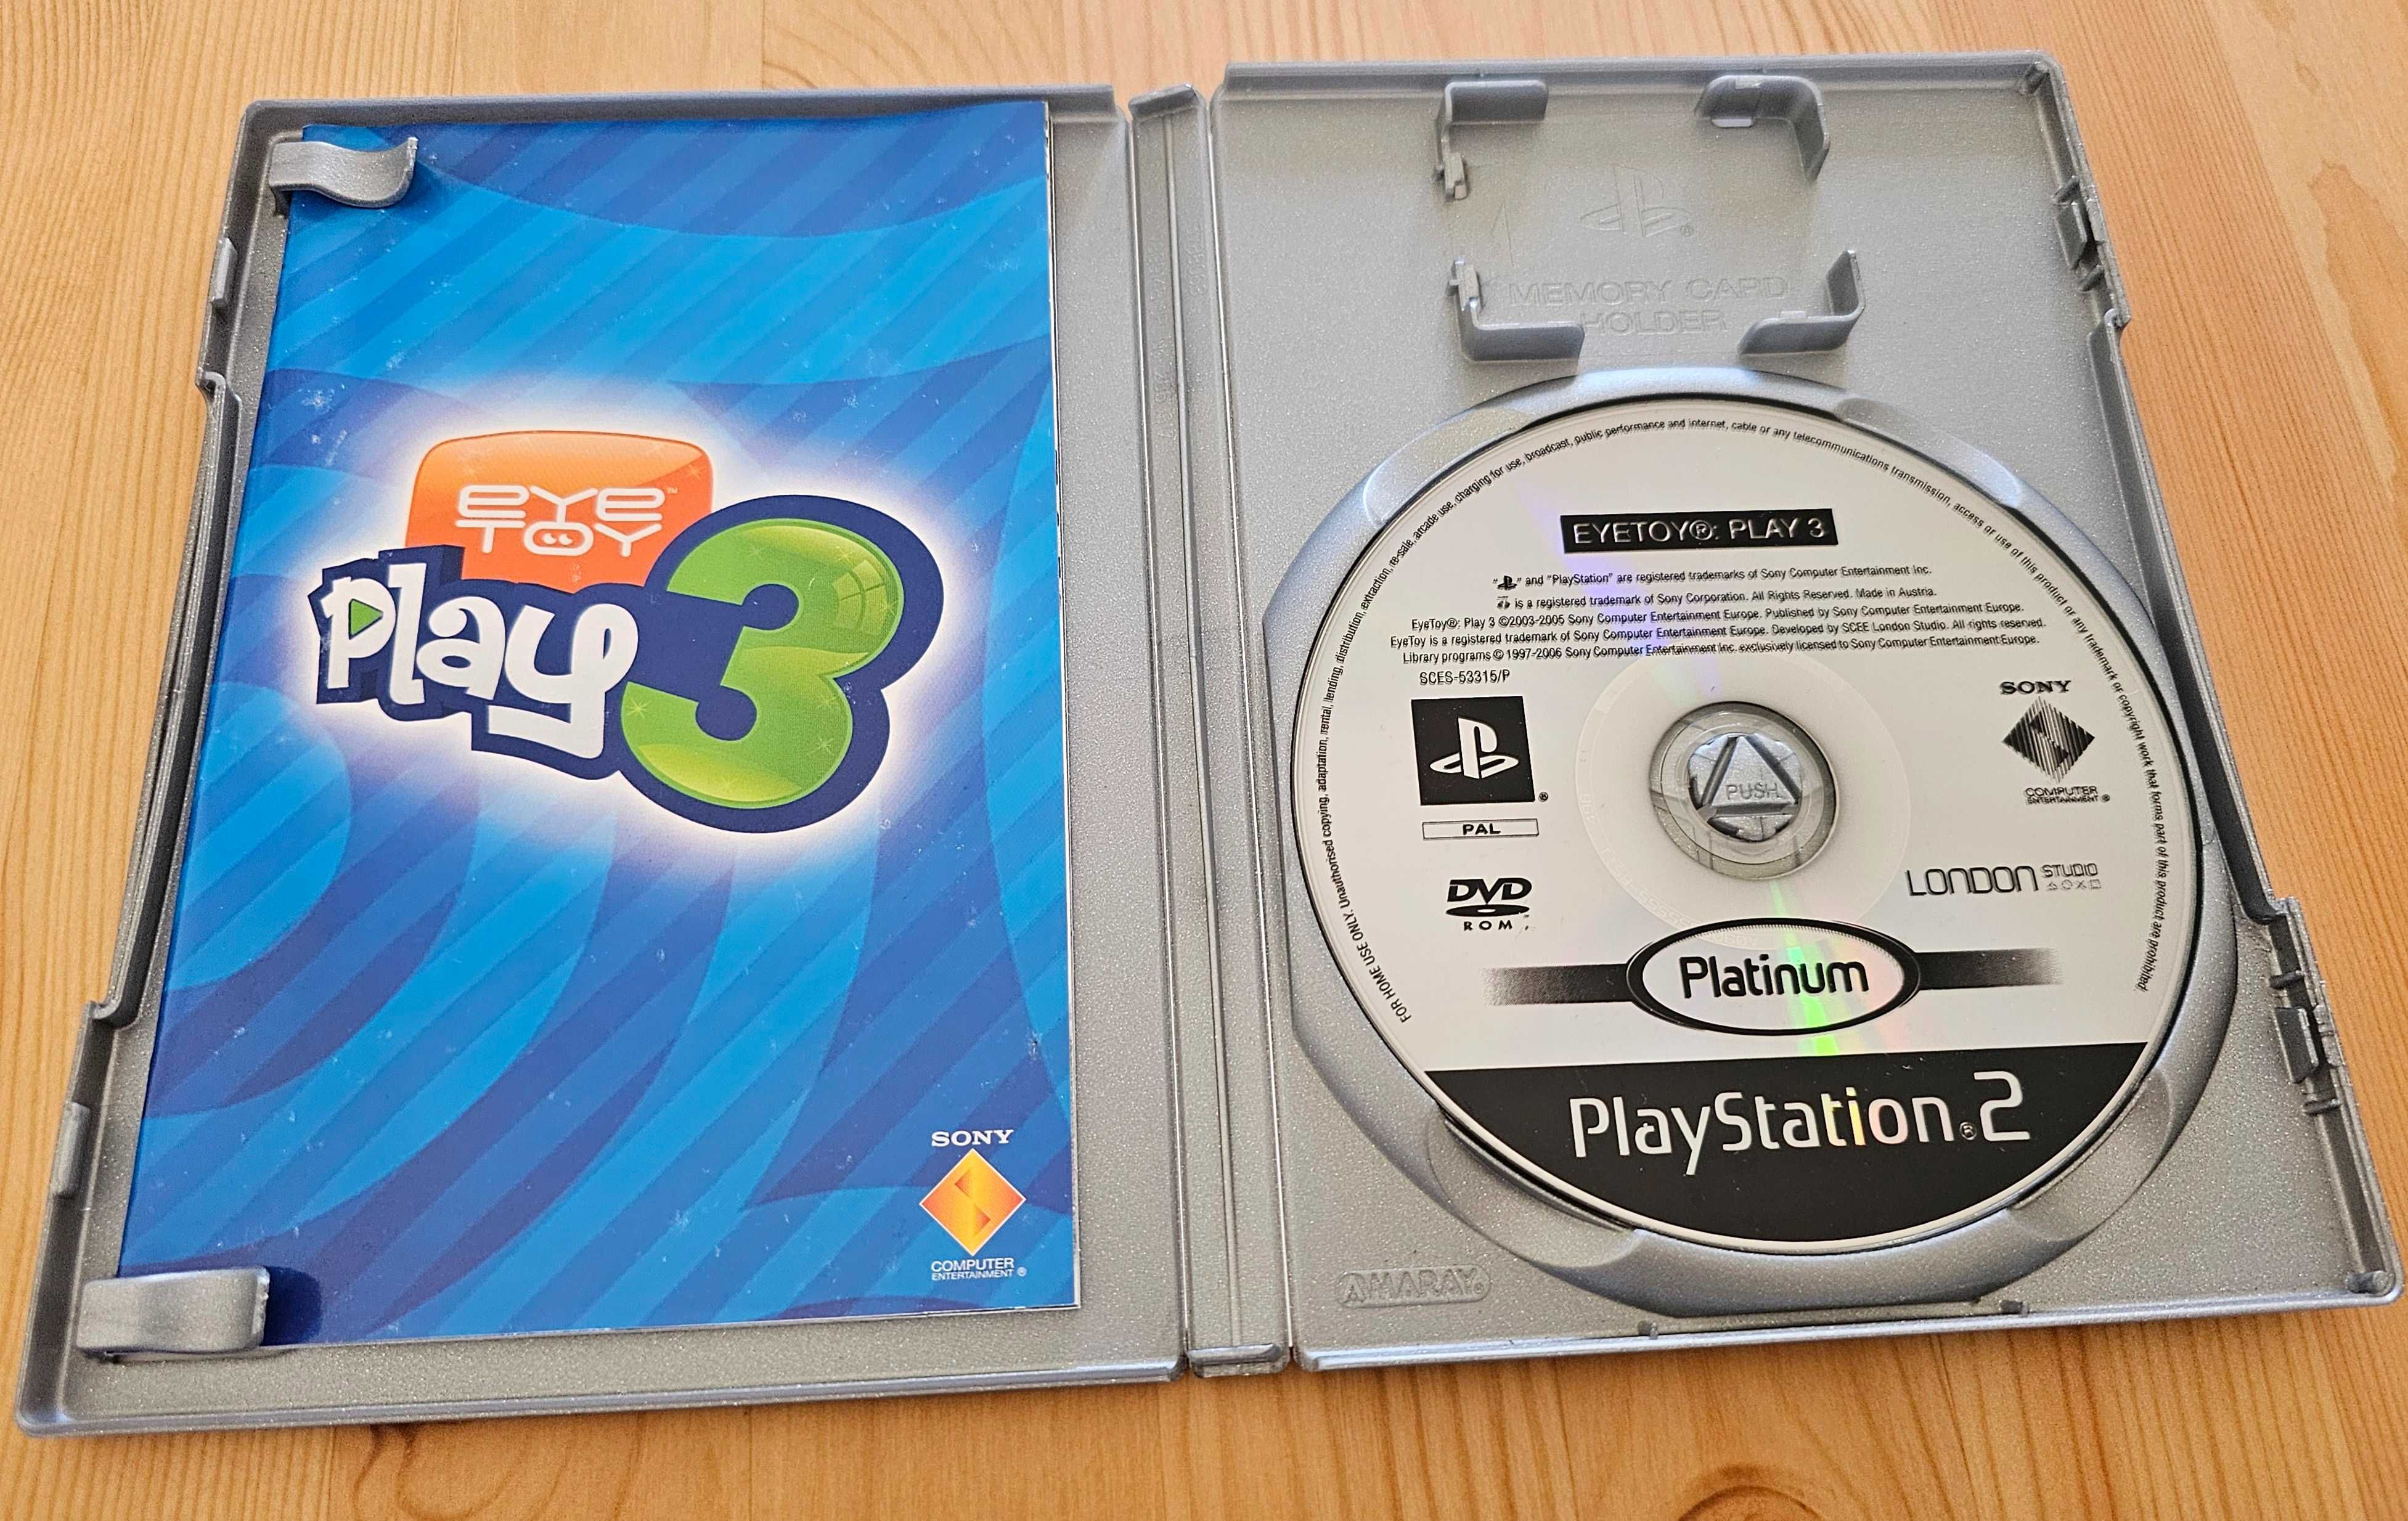 EYE™
TOY
Play 3
SONY
COMPUTER
ENTERTAINMENT®
MEMORY CARD
HOLDER
FOR HOME USE ONLY: Unauthorised copying, adaptation, rental, lending, distribution, extraction, re-sale, arcade use, charging for use, broadcast, public performance and internet, cable or any telecommunications transmission, access or use of this product or any trademark or copyright work that forms part of this product are prohibited.
EYETOY®: PLAY 3
" " and "PlayStation" are registered trademarks of Sony Computer Entertainment Inc.
is a registered trademark of Sony Corporation. All Rights Reserved. Made in Austria.
EyeToy®: Play 3 ©2003-2005 Sony Computer Entertainment Europe. Published by Sony Computer Entertainment Europe.
EyeToy is a registered trademark of Sony Computer Entertainment Europe. Developed by SCEE London Studio. All rights reserved.
Library programs © 1997-2006 Sony Computer Entertainment Inc. exclusively licensed to Sony Computer Entertainment Europe.
SCES-53315/P
SONY
COMPUTER
ENTERTAINMENT®
PUSH
PAL
DVD
ROM
LONDON STUDIO
Platinum
PlayStation®2
AMARAY®